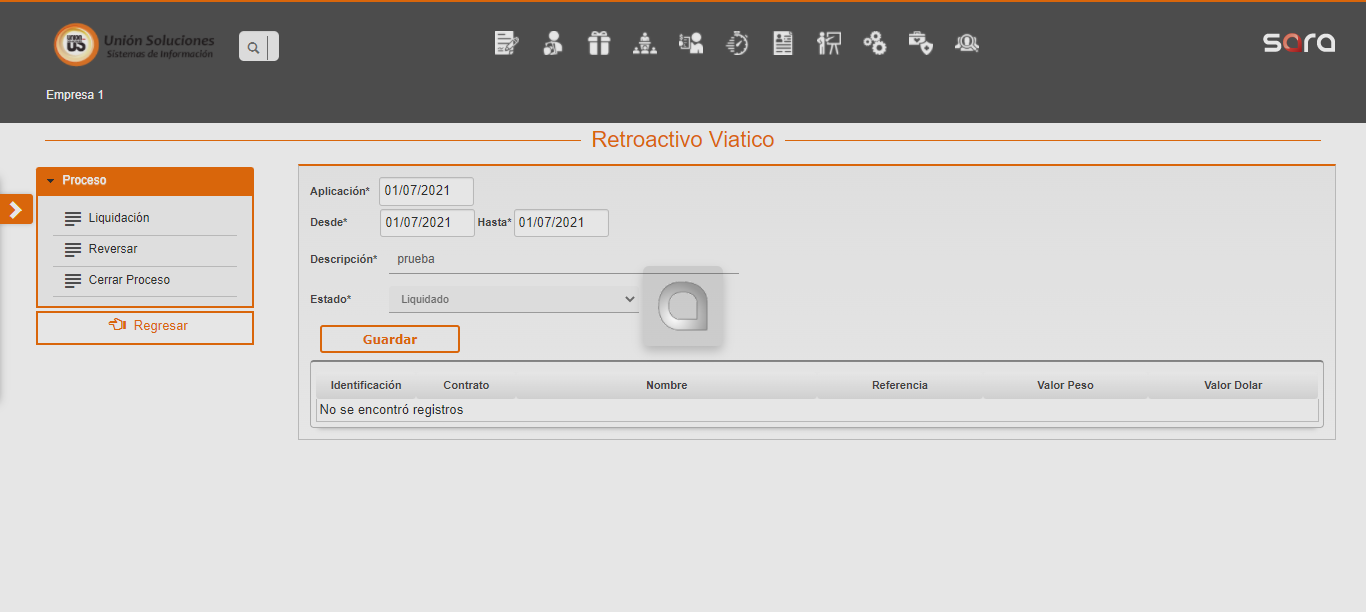 Unión Soluciones
Sistemas de Información
sara
Empresa 1
Retroactivo Viatico
Proceso
Liquidación
Reversar
Cerrar Proceso
Regresar
Aplicación* 01/07/2021
Desde* 01/07/2021 Hasta* 01/07/2021
Descripción* prueba
Estado* Liquidado
Guardar
Identificación Contrato Nombre Referencia Valor Peso Valor Dolar
No se encontró registros